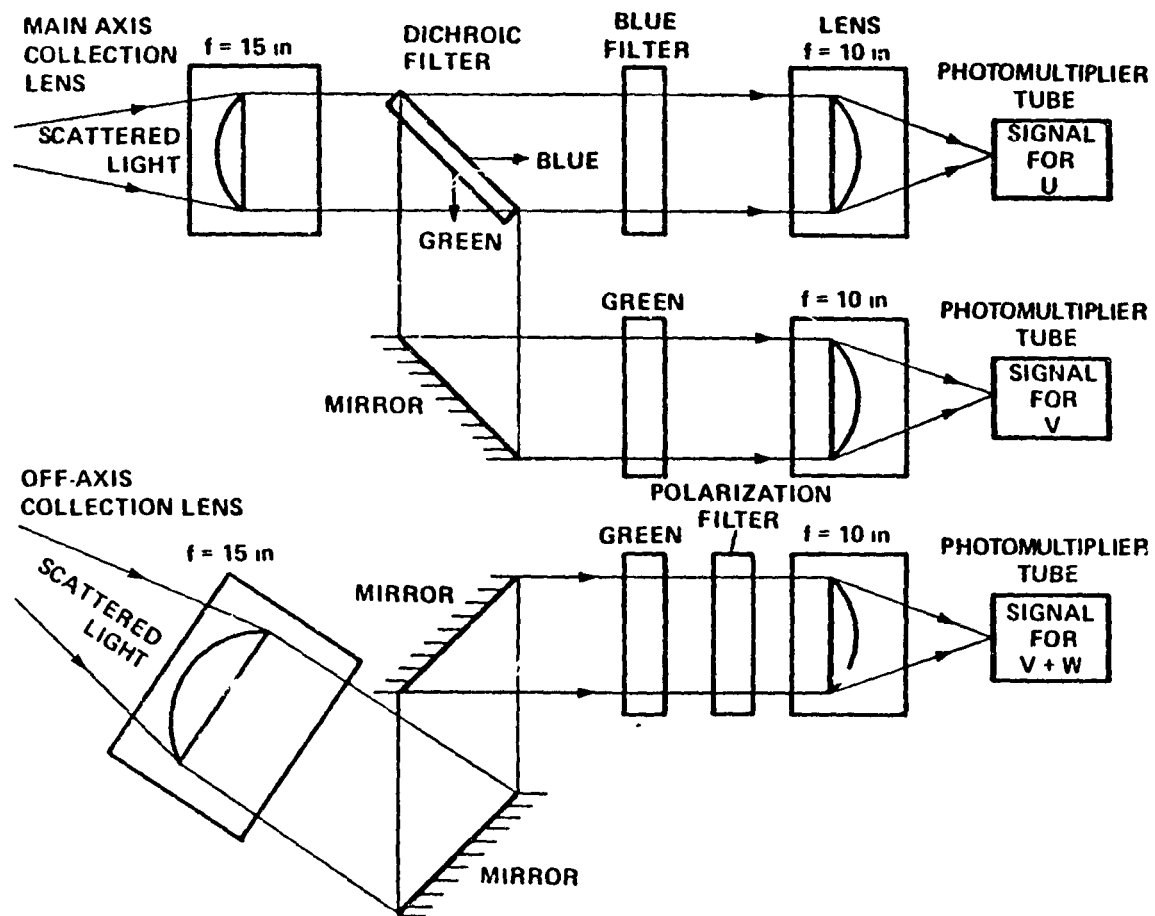 MAIN AXIS
COLLECTION
LENS
f = 15 in
DICHROIC
FILTER
BLUE
FILTER
LENS
f = 10 in
PHOTOMULTIPLIER
TUBE
SCATTERED
LIGHT
BLUE
GREEN
SIGNAL
FOR
U
MIRROR
GREEN
f = 10 in
PHOTOMULTIPLIER
TUBE
SIGNAL
FOR
V
OFF-AXIS
COLLECTION LENS
f = 15 in
SCATTERED
LIGHT
MIRROR
GREEN
POLARIZATION
FILTER
f = 10 in
PHOTOMULTIPLIER
TUBE
SIGNAL
FOR
V + W
MIRROR